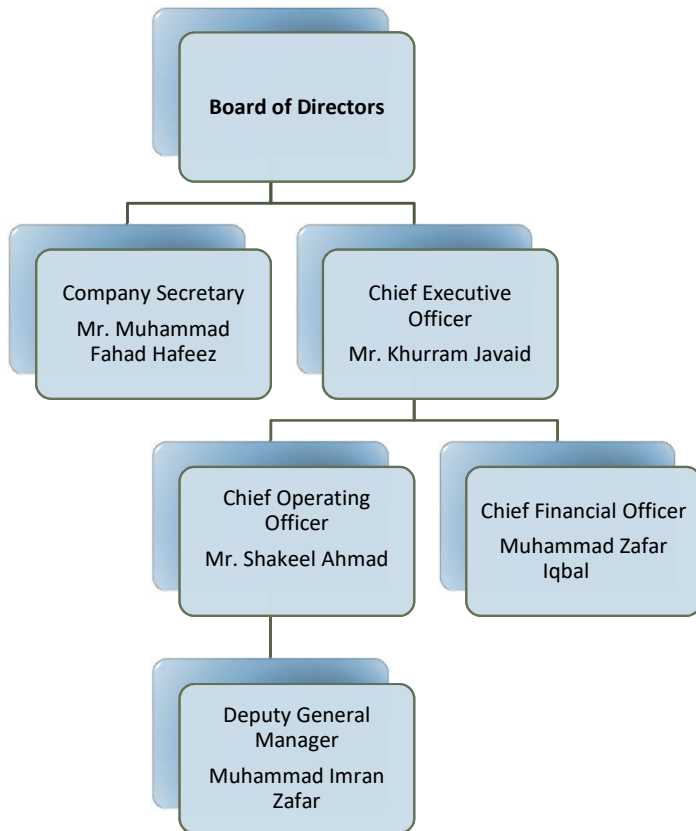 Board of Directors
Company Secretary
Mr. Muhammad
Fahad Hafeez
Chief Executive
Officer
Mr. Khurram Javaid
Chief Operating
Officer
Mr. Shakeel Ahmad
Chief Financial Officer
Muhammad Zafar
Iqbal
Deputy General
Manager
Muhammad Imran
Zafar